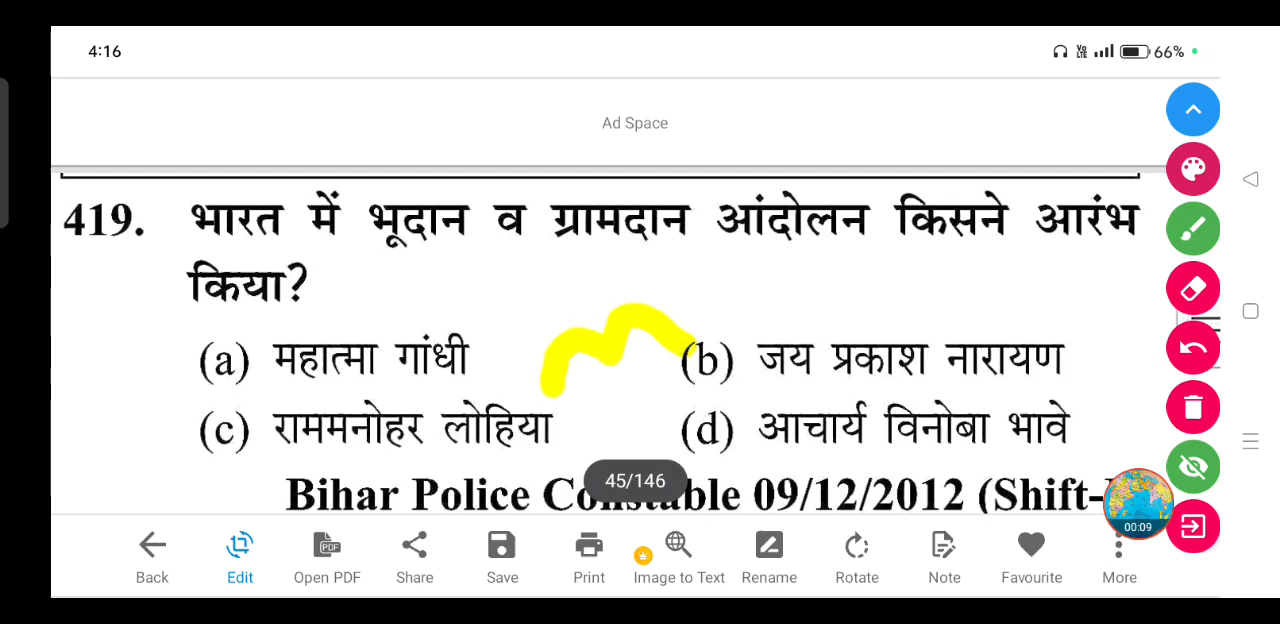 4:16
66%
Ad Space
419. भारत में भूदान व ग्रामदान आंदोलन किसने आरंभ
किया?
(a) महात्मा गांधी (b) जय प्रकाश नारायण
(c) राममनोहर लोहिया (d) आचार्य विनोबा भावे
45/146
Bihar Police 09/12/2012 (Shift-
00:09
PDF
Back Edit Open PDF Share Save Print Image to Text Rename Rotate Note Favourite More